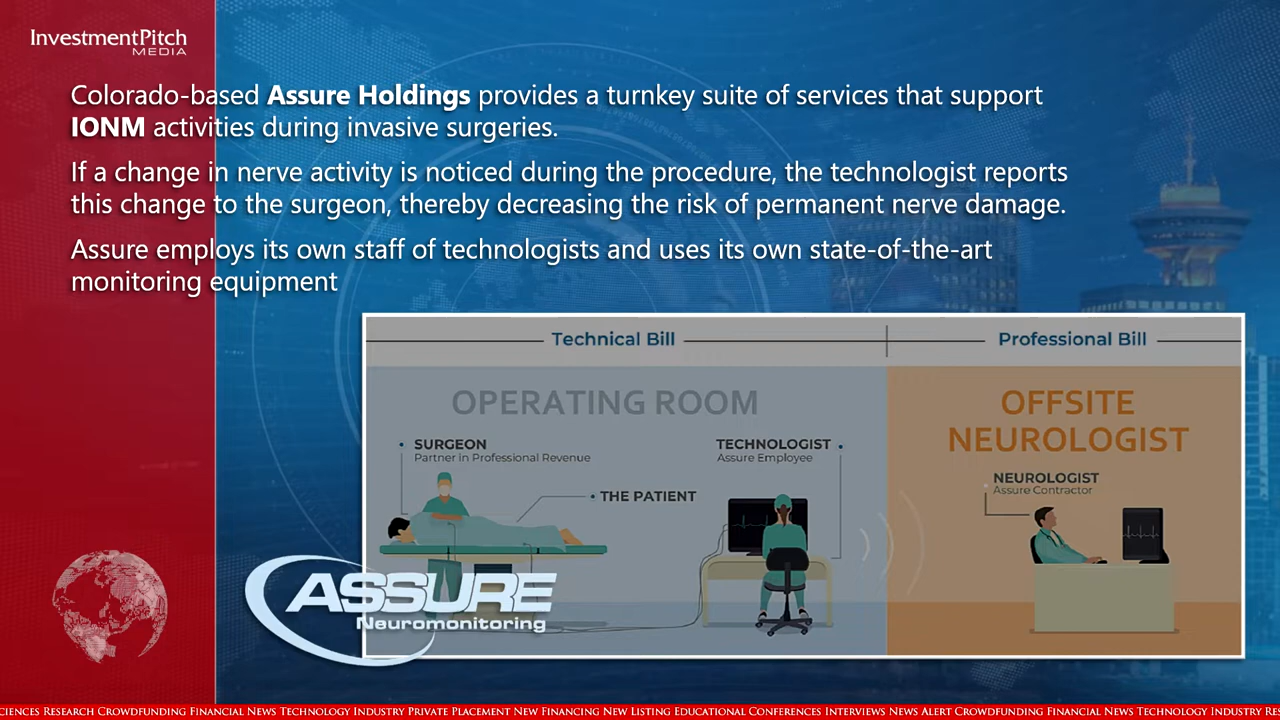 InvestmentPitch
MEDIA
Colorado-based Assure Holdings provides a turnkey suite of services that support
IONM activities during invasive surgeries.
If a change in nerve activity is noticed during the procedure, the technologist reports
this change to the surgeon, thereby decreasing the risk of permanent nerve damage.
Assure employs its own staff of technologists and uses its own state-of-the-art
monitoring equipment
Technical Bill
Professional Bill
OPERATING ROOM
SURGEON
Partner in Professional Revenue
TECHNOLOGIST
Assure Employee
THE PATIENT
OFFSITE
NEUROLOGIST
NEUROLOGIST
Assure Contractor
ASSURE
Neuromonitoring
CIENCES RESEARCH CROWDFUNDING FINANCIAL NEWS TECHNOLOGY INDUSTRY PRIVATE PLACEMENT NEW FINANCING NEW LISTING EDUCATIONAL CONFERENCES INTERVIEWS NEWS ALERT CROWDFUNDING FINANCIAL NEWS TECHNOLOGY INDUSTRY RES